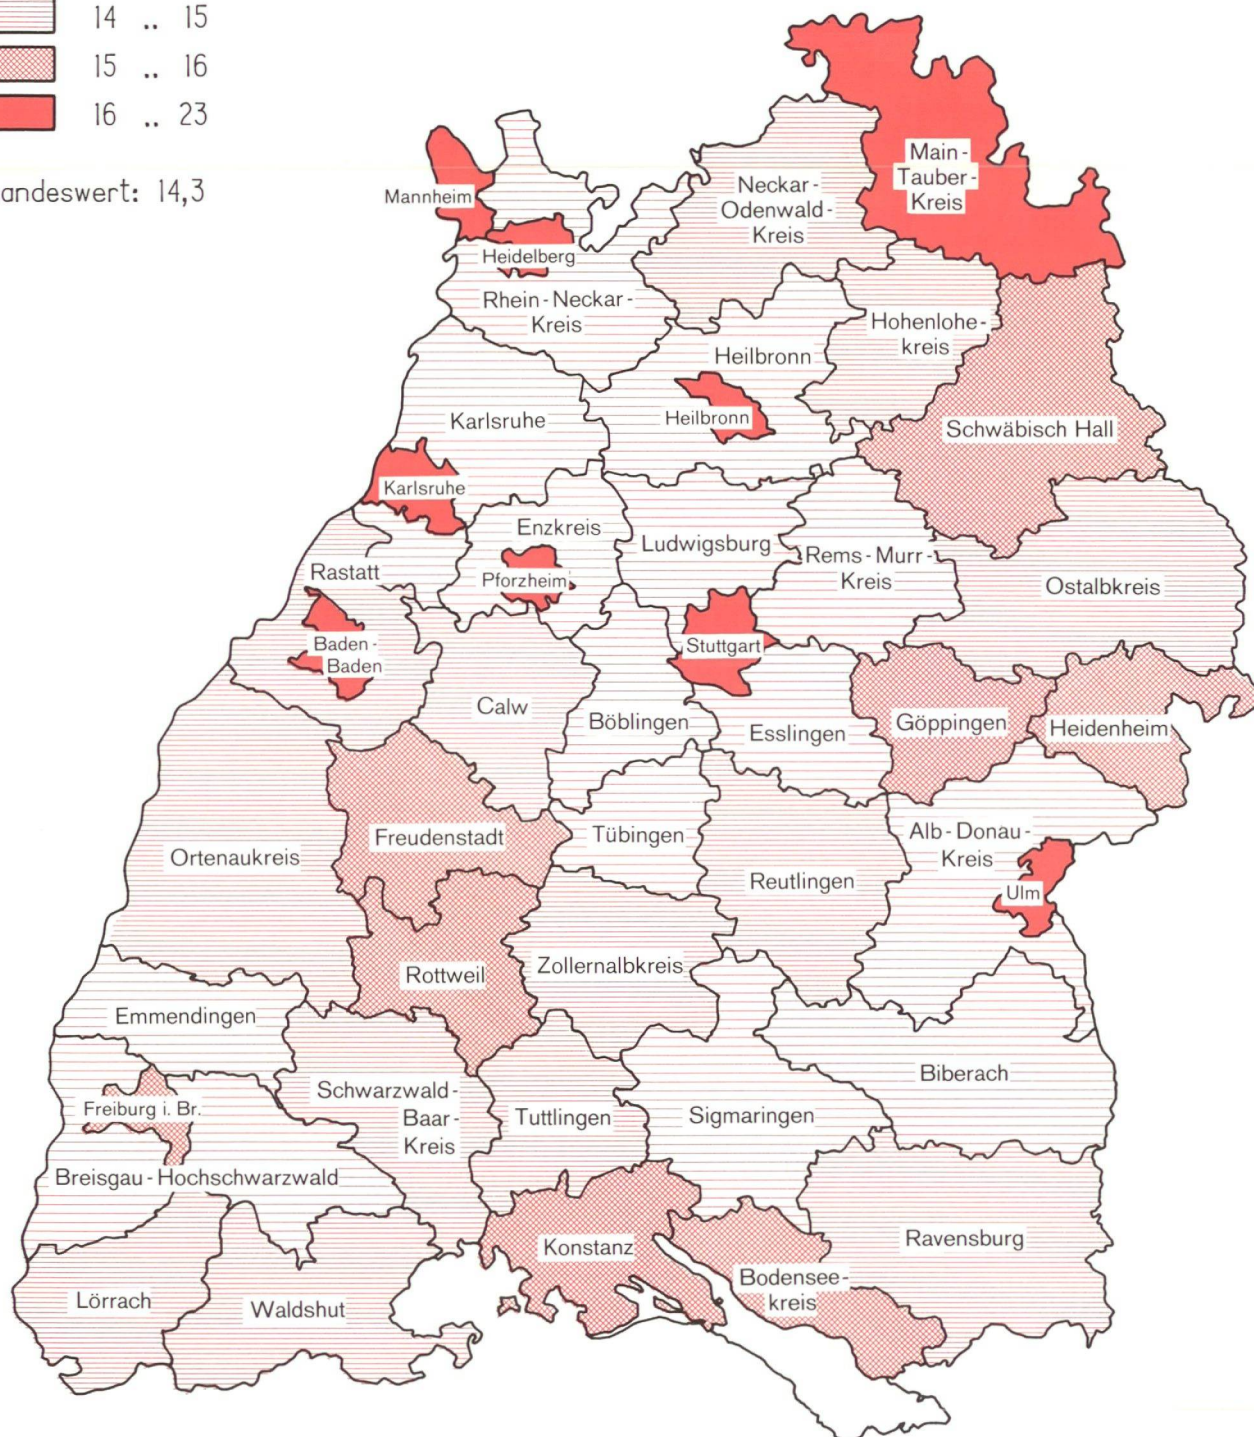 14 .. 15
15 .. 16
16 .. 23
andeswert: 14,3
Main-
Tauber-
Kreis
Mannheim
Neckar-
Odenwald-
Kreis
Heidelberg
Rhein-Neckar-
Kreis
Hohenlohe-
kreis
Heilbronn
Heilbronn
Karlsruhe
Schwäbisch Hall
Karlsruhe
Enzkreis
Ludwigsburg
Rems-Murr-
Kreis
Rastatt
Pforzheim
Ostalbkreis
Baden-
Baden
Stuttgart
Calw
Böblingen
Esslingen
Göppingen
Heidenheim
Freudenstadt
Tübingen
Alb-Donau-
Kreis
Ortenaukreis
Reutlingen
Ulm
Rottweil
Zollernalbkreis
Emmendingen
Schwarzwald-
Baar-
Kreis
Biberach
Freiburg i. Br.
Tuttlingen
Sigmaringen
Breisgau-Hochschwarzwald
Konstanz
Ravensburg
Bodensee-
kreis
Lörrach
Waldshut